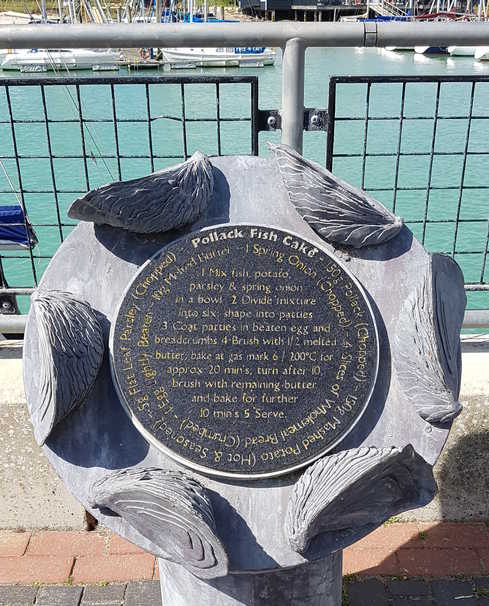 Pollack Fish Cake
150g Pollack (Chopped) - 150g Mashed Potato (Hot & Seasoned) - 5g Flat Leaf Parsley (Chopped)
1 Spring Onion (Chopped) - 4 Slices of Wholemeal Bread (Crumbed) - 1 Egg Lightly Beaten - 10g Melted Butter -
1 Mix fish, potato,
parsley & spring onion
in a bowl 2 Divide mixture
into six; shape into patties
3 Coat patties in beaten egg and
breadcrumbs 4 Brush with 1/2 melted
butter, bake at gas mark 6 / 200°C for
approx 20 min's, turn after 10,
brush with remaining butter
and bake for further
10 min's 5 Serve.